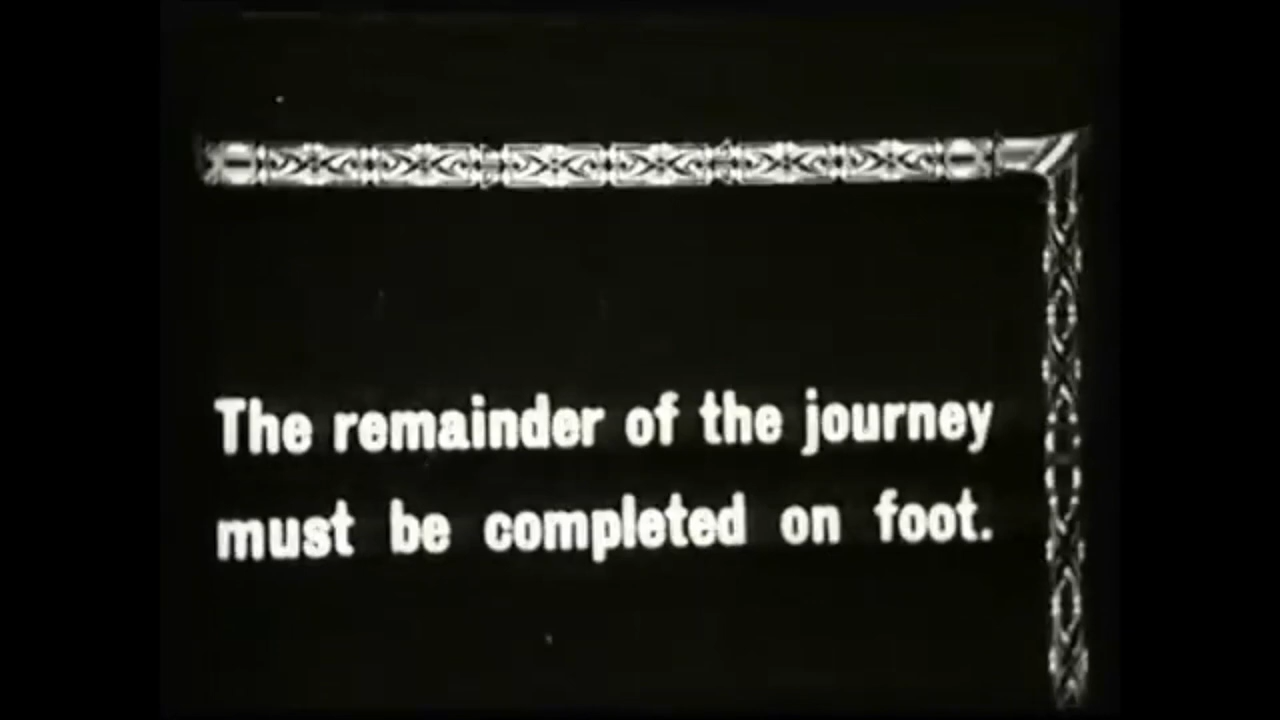 The remainder of the journey
must be completed on foot.